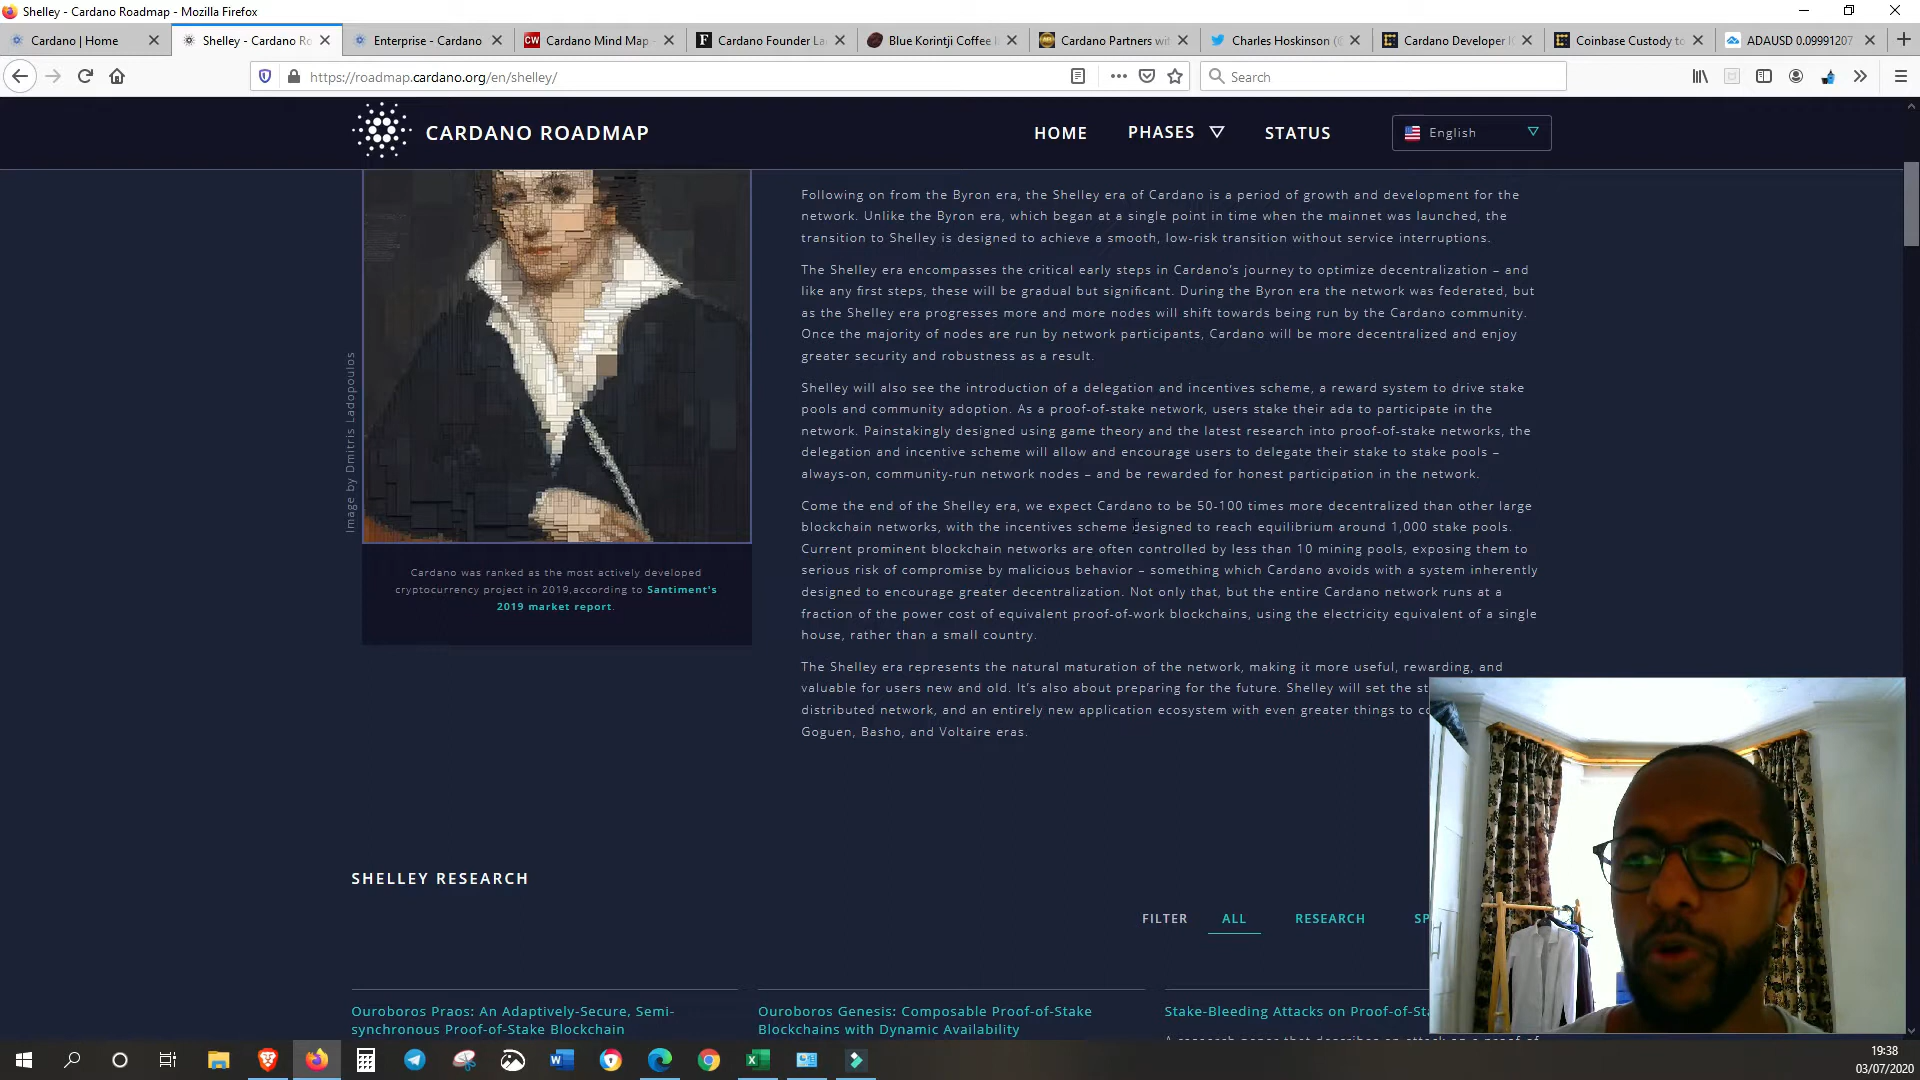 Shelley - Cardano Roadmap - Mozilla Firefox
Cardano | Home
Shelley - Cardano Ro
Enterprise - Cardano
Cardano Mind Map -
Cardano Founder La
Blue Korintji Coffee
Cardano Partners wit
Charles Hoskinson (
Cardano Developer I
Coinbase Custody to
ADAUSD 0.09991207
https://roadmap.cardano.org/en/shelley/
Search
CARDANO ROADMAP
HOME
PHASES
STATUS
English
Following on from the Byron era, the Shelley era of Cardano is a period of growth and development for the
network. Unlike the Byron era, which began at a single point in time when the mainnet was launched, the
transition to Shelley is designed to achieve a smooth, low-risk transition without service interruptions.
The Shelley era encompasses the critical early steps in Cardano's journey to optimize decentralization – and
like any first steps, these will be gradual but significant. During the Byron era the network was federated, but
as the Shelley era progresses more and more nodes will shift towards being run by the Cardano community.
Once the majority of nodes are run by network participants, Cardano will be more decentralized and enjoy
greater security and robustness as a result.
Shelley will also see the introduction of a delegation and incentives scheme, a reward system to drive stake
pools and community adoption. As a proof-of-stake network, users stake their ada to participate in the
network. Painstakingly designed using game theory and the latest research into proof-of-stake networks, the
delegation and incentive scheme will allow and encourage users to delegate their stake to stake pools –
always-on, community-run network nodes – and be rewarded for honest participation in the network.
Come the end of the Shelley era, we expect Cardano to be 50-100 times more decentralized than other large
blockchain networks, with the incentives scheme designed to reach equilibrium around 1,000 stake pools.
Current prominent blockchain networks are often controlled by less than 10 mining pools, exposing them to
serious risk of compromise by malicious behavior – something which Cardano avoids with a system inherently
designed to encourage greater decentralization. Not only that, but the entire Cardano network runs at a
fraction of the power cost of equivalent proof-of-work blockchains, using the electricity equivalent of a single
house, rather than a small country.
The Shelley era represents the natural maturation of the network, making it more useful, rewarding, and
valuable for users new and old. It's also about preparing for the future. Shelley will set the st
distributed network, and an entirely new application ecosystem with even greater things to co
Goguen, Basho, and Voltaire eras.
Image by Dmitris Ladopoulos
Cardano was ranked as the most actively developed
cryptocurrency project in 2019,according to Santiment's
2019 market report.
SHELLEY RESEARCH
FILTER
ALL
RESEARCH
SP
Ouroboros Praos: An Adaptively-Secure, Semi-
synchronous Proof-of-Stake Blockchain
Ouroboros Genesis: Composable Proof-of-Stake
Blockchains with Dynamic Availability
Stake-Bleeding Attacks on Proof-of-Sta
A research paper that describes an attack on a proof-of
19:38
03/07/2020